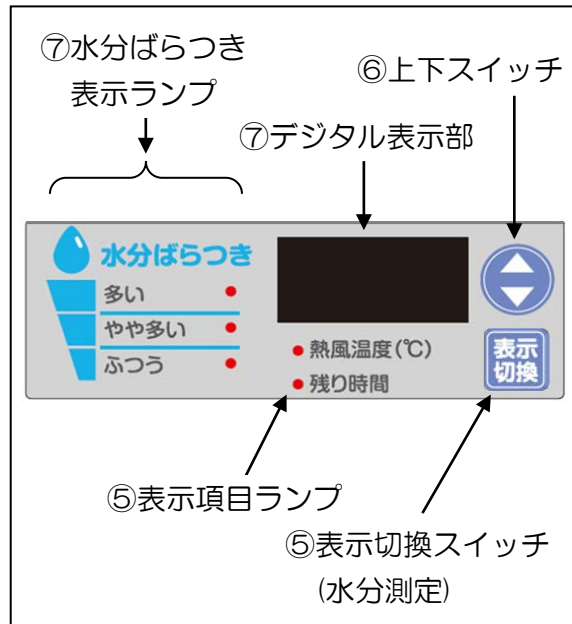 ⑦水分ばらつき
表示ランプ
⑥上下スイッチ
⑦デジタル表示部
水分ばらつき
多い
やや多い
ふつう
熱風温度(℃)
残り時間
表示
切換
⑤表示項目ランプ
⑤表示切換スイッチ
(水分測定)